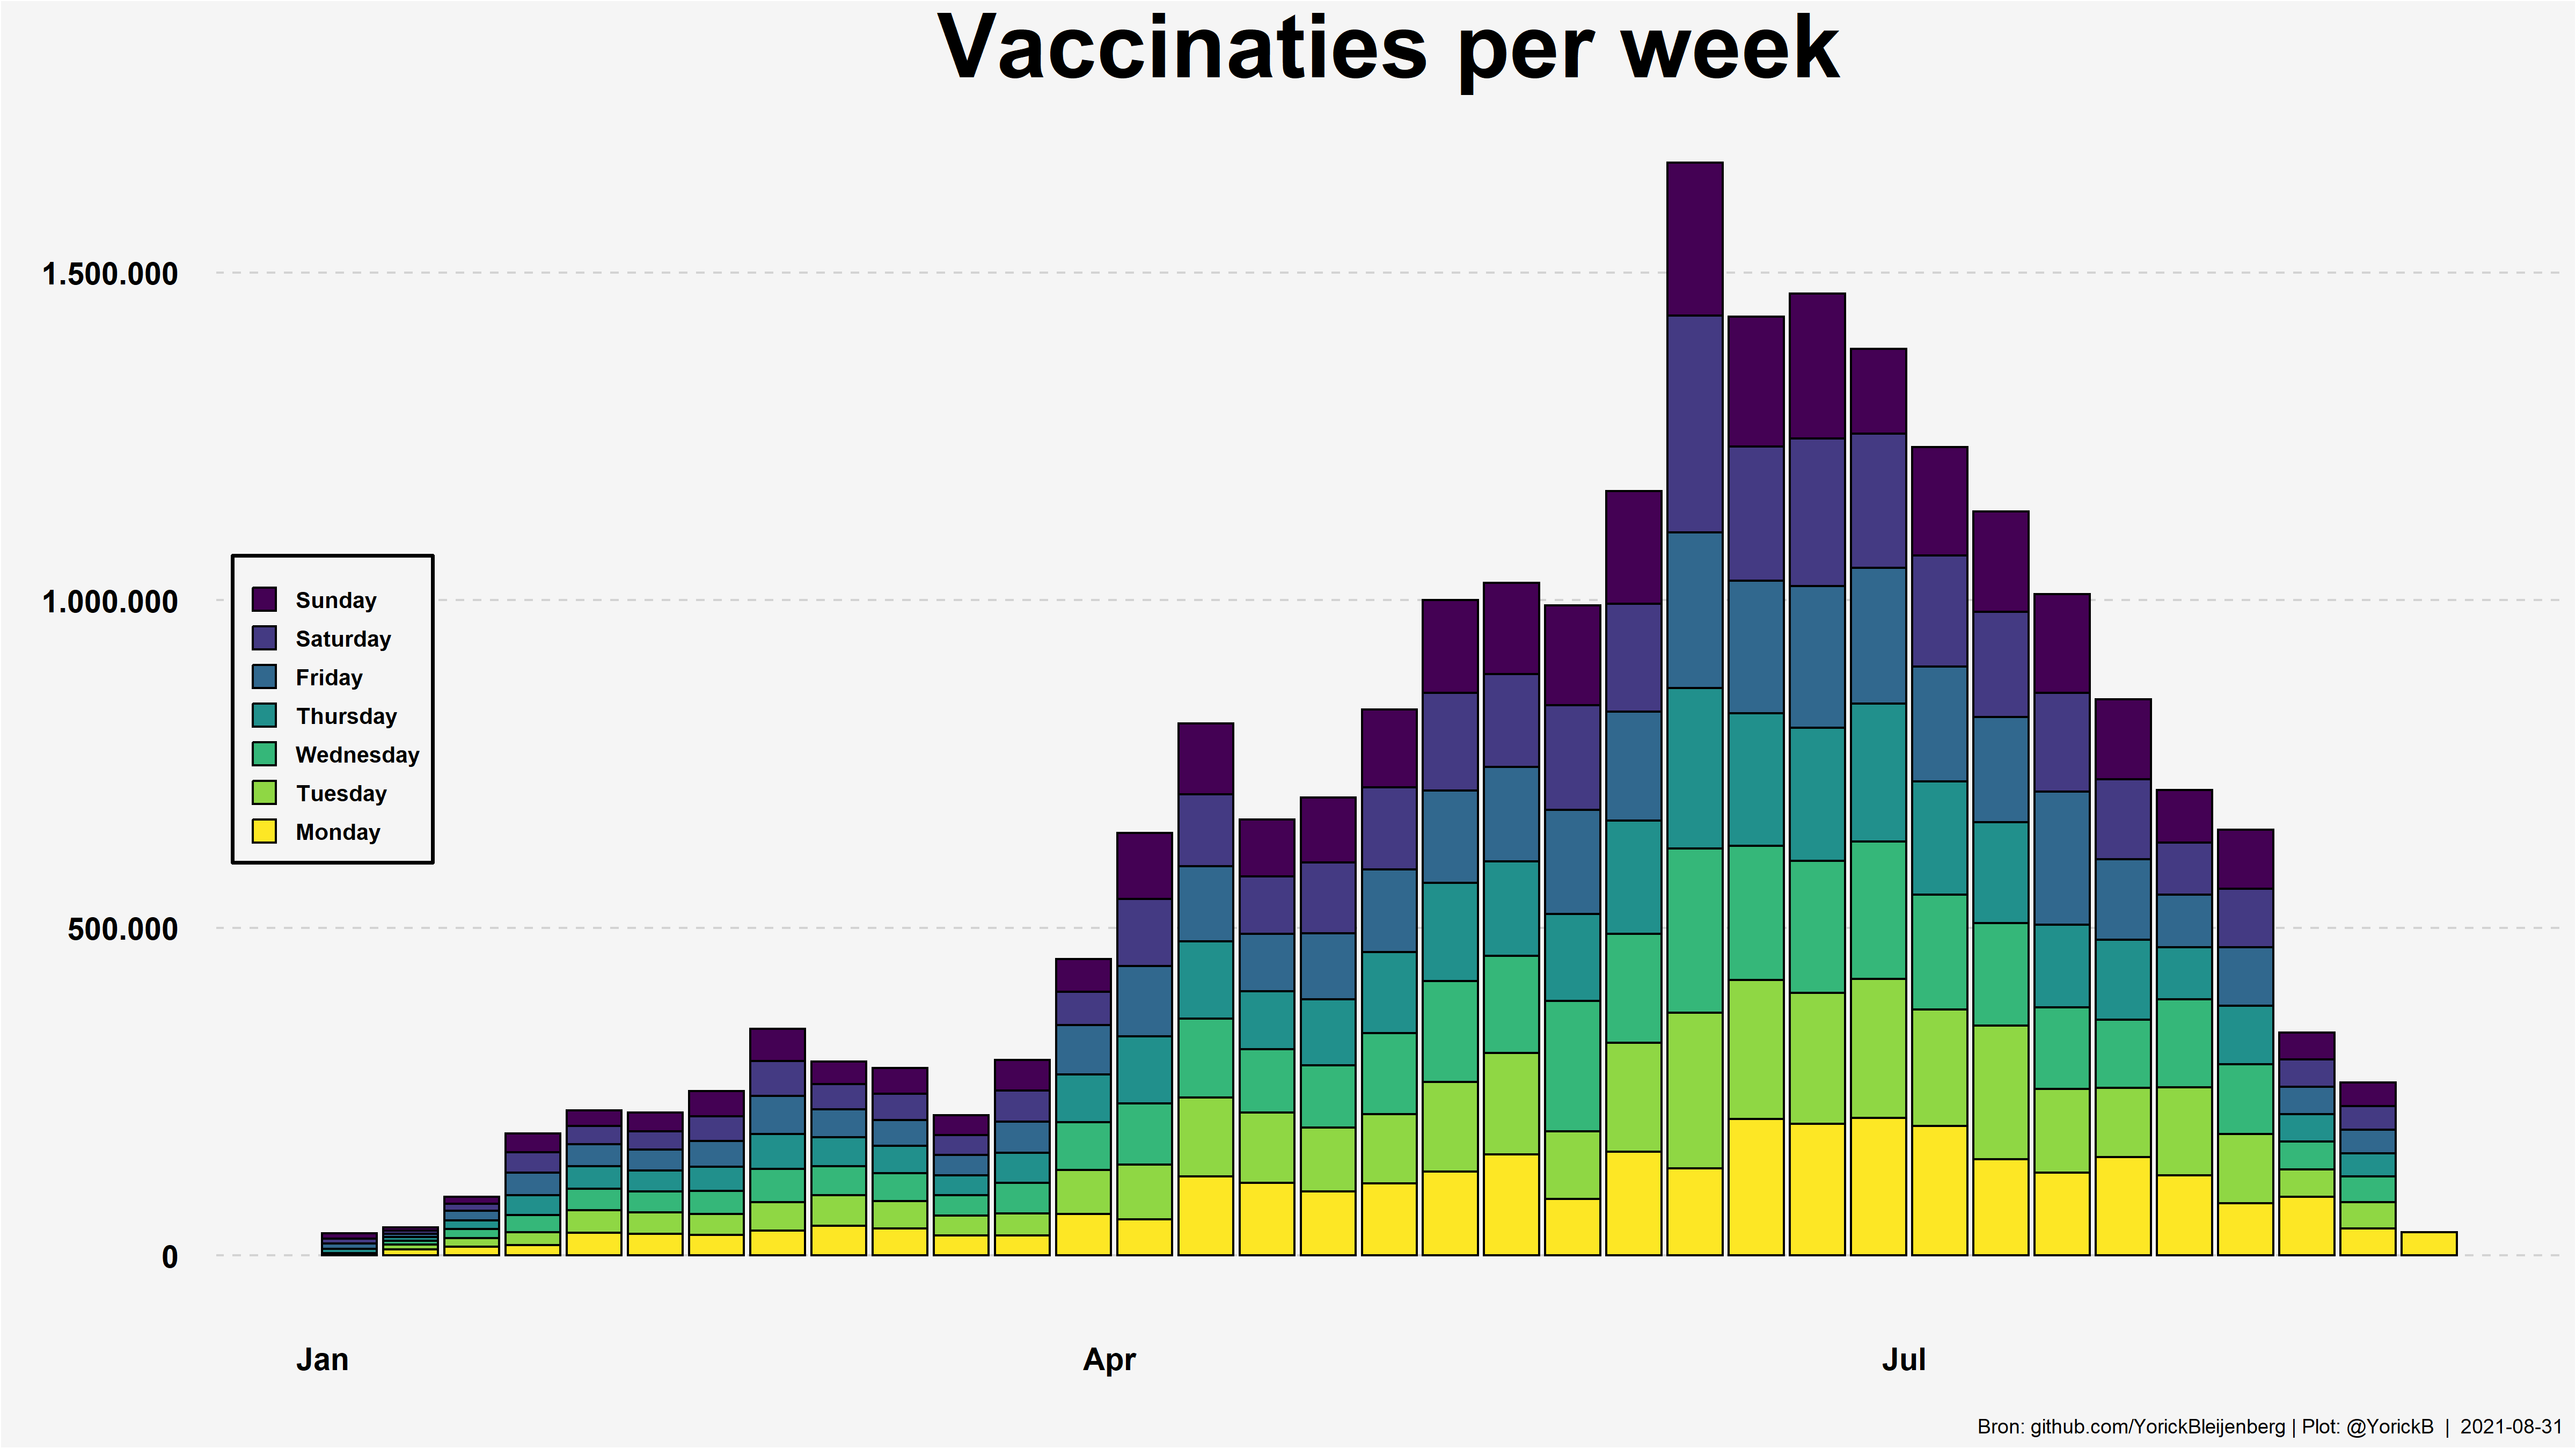 Vaccinaties per week
1.500.000
1.000.000
500.000
0
Sunday
Saturday
Friday
Thursday
Wednesday
Tuesday
Monday
Jan Apr Jul
Bron: github.com/YorickBleijenberg | Plot: @YorickB | 2021-08-31